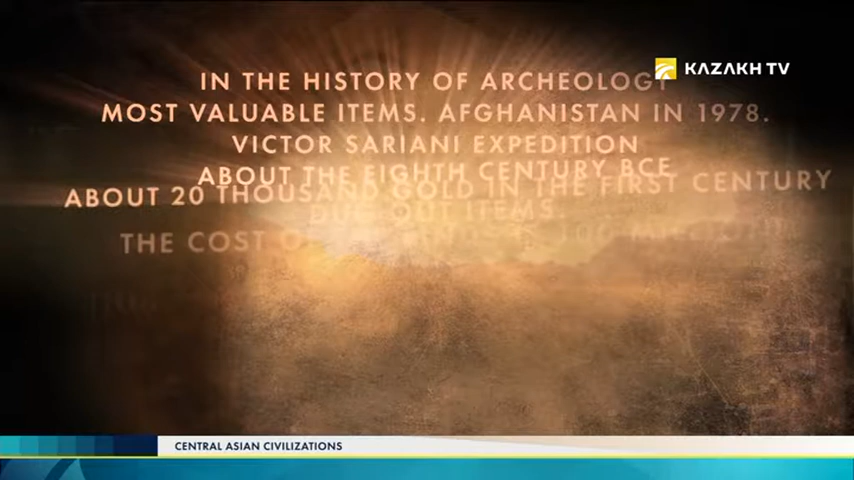 KAZAKH TV
IN THE HISTORY OF ARCHEOLOGY
MOST VALUABLE ITEMS. AFGHANISTAN IN 1978.
VICTOR SARIANI EXPEDITION
ABOUT THE EIGHTH CENTURY BCE
ABOUT 20 THOUSAND GOLD IN THE FIRST CENTURY
DUG OUT ITEMS
THE COST
CENTRAL ASIAN CIVILIZATIONS